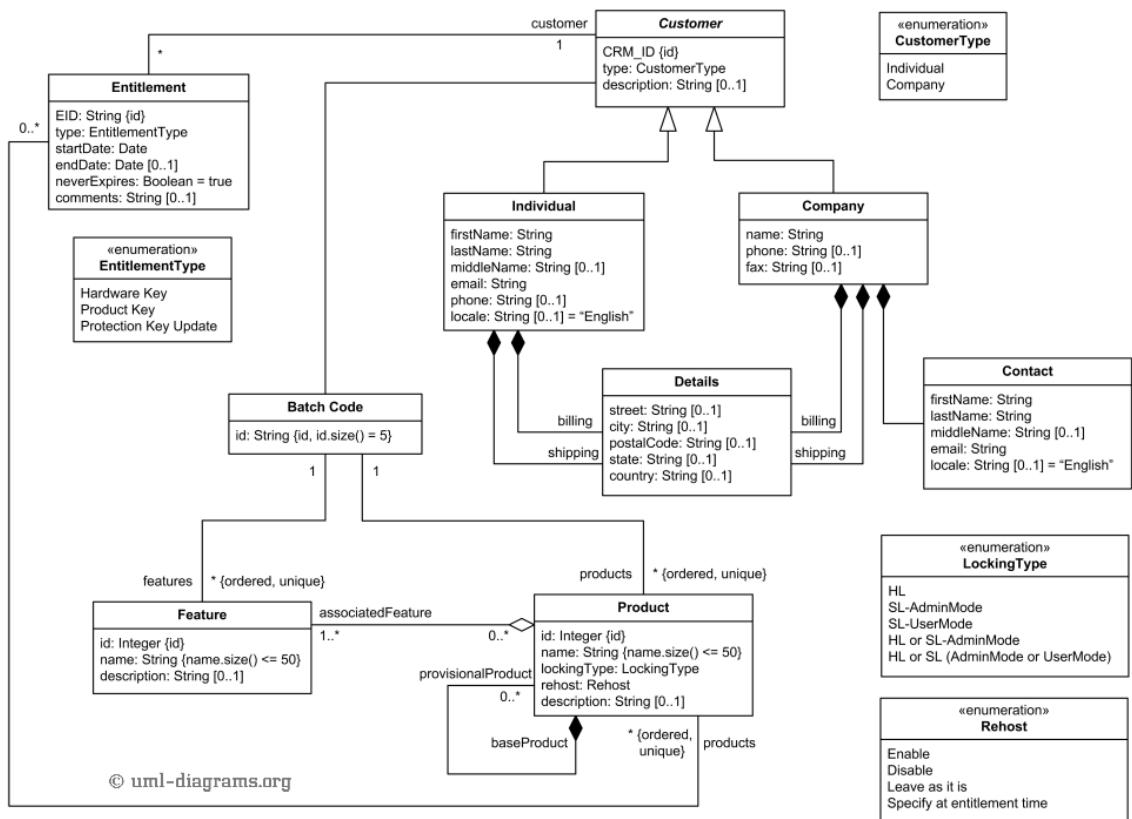 customer
Customer
*
1
CRM_ID {id}
type: CustomerType
description: String [0..1]
«enumeration»
CustomerType
Individual
Company
Entitlement
EID: String {id}
type: EntitlementType
startDate: Date
endDate: Date [0..1]
neverExpires: Boolean = true
comments: String [0..1]
0..*
«enumeration»
EntitlementType
Hardware Key
Product Key
Protection Key Update
Individual
firstName: String
lastName: String
middleName: String [0..1]
email: String
phone: String [0..1]
locale: String [0..1] = “English”
Company
name: String
phone: String [0..1]
fax: String [0..1]
Details
street: String [0..1]
city: String [0..1]
postalCode: String [0..1]
state: String [0..1]
country: String [0..1]
billing
shipping
billing
shipping
Contact
firstName: String
lastName: String
middleName: String [0..1]
email: String
locale: String [0..1] = “English”
Batch Code
id: String {id, id.size() = 5}
1
1
features
* {ordered, unique}
products
* {ordered, unique}
Feature
id: Integer {id}
name: String {name.size() <= 50}
description: String [0..1]
associatedFeature
1..*
0..*
Product
id: Integer {id}
name: String {name.size() <= 50}
lockingType: LockingType
rehost: Rehost
description: String [0..1]
provisionalProduct
0..*
baseProduct
* {ordered,
unique}
products
«enumeration»
LockingType
HL
SL-AdminMode
SL-UserMode
HL or SL-AdminMode
HL or SL (AdminMode or UserMode)
«enumeration»
Rehost
Enable
Disable
Leave as it is
Specify at entitlement time
© uml-diagrams.org